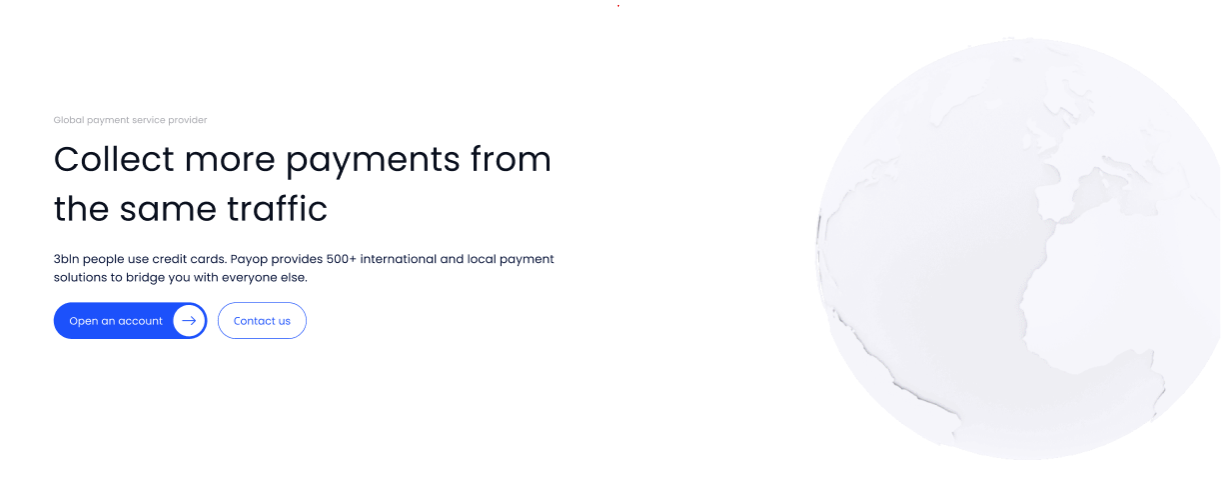 Global payment service provider
Collect more payments from
the same traffic
3bln people use credit cards. Payop provides 500+ international and local payment
solutions to bridge you with everyone else.
Open an account
Contact us